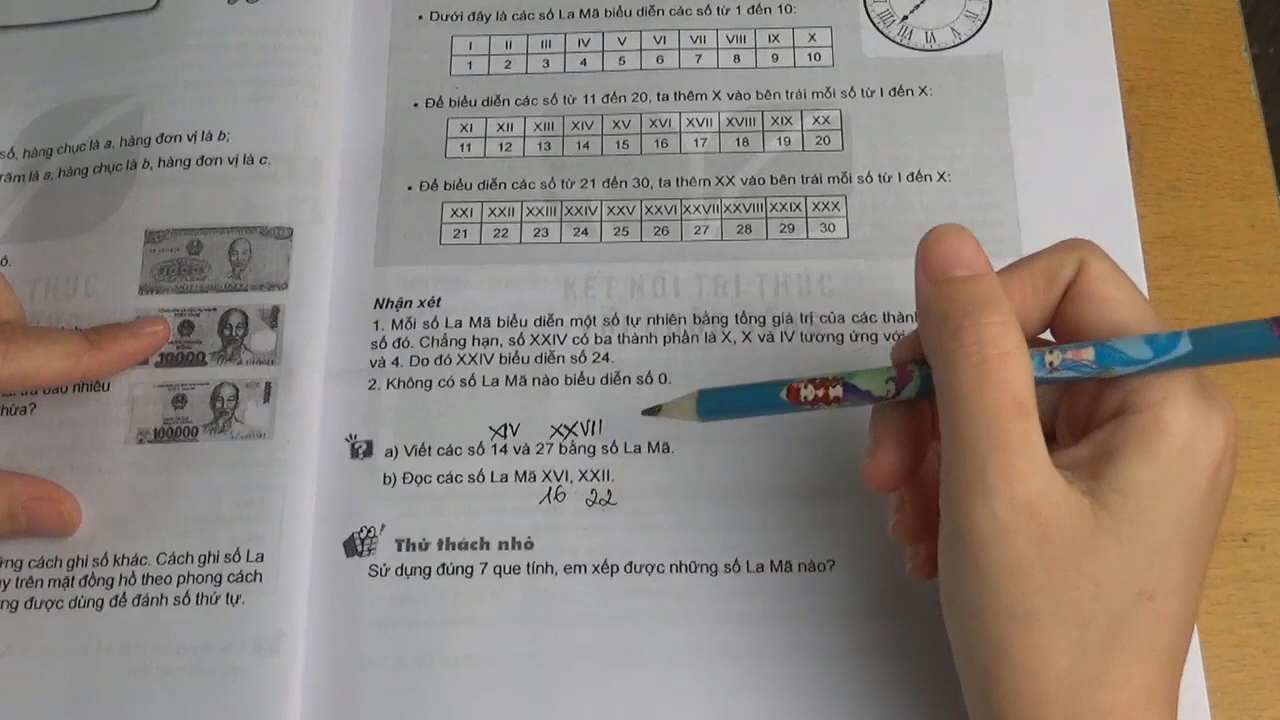 số, hàng chục là a, hàng đơn vị là b;
trăm là a, hàng chục là b, hàng đơn vị là c.
ó.
10000
100000
bao nhiêu
hừa?
ng cách ghi số khác. Cách ghi số La
y trên mặt đồng hồ theo phong cách
ng được dùng để đánh số thứ tự.
• Dưới đây là các số La Mã biểu diễn các số từ 1 đến 10:
I II III IV V VI VII VIII IX X
1 2 3 4 5 6 7 8 9 10
• Để biểu diễn các số từ 11 đến 20, ta thêm X vào bên trái mỗi số từ I đến X:
XI XII XIII XIV XV XVI XVII XVIII XIX XX
11 12 13 14 15 16 17 18 19 20
• Để biểu diễn các số từ 21 đến 30, ta thêm XX vào bên trái mỗi số từ I đến X:
XXI XXII XXIII XXIV XXV XXVI XXVII XXVIII XXIX XXX
21 22 23 24 25 26 27 28 29 30
KẾT NỐI TRI THỨC
Nhận xét
1. Mỗi số La Mã biểu diễn một số tự nhiên bằng tổng giá trị của các thành
số đó. Chẳng hạn, số XXIV có ba thành phần là X, X và IV tương ứng với
và 4. Do đó XXIV biểu diễn số 24.
2. Không có số La Mã nào biểu diễn số 0.
XIV XXVII
a) Viết các số 14 và 27 bằng số La Mã.
b) Đọc các số La Mã XVI, XXII.
16 22
Thử thách nhỏ
Sử dụng đúng 7 que tính, em xếp được những số La Mã nào?